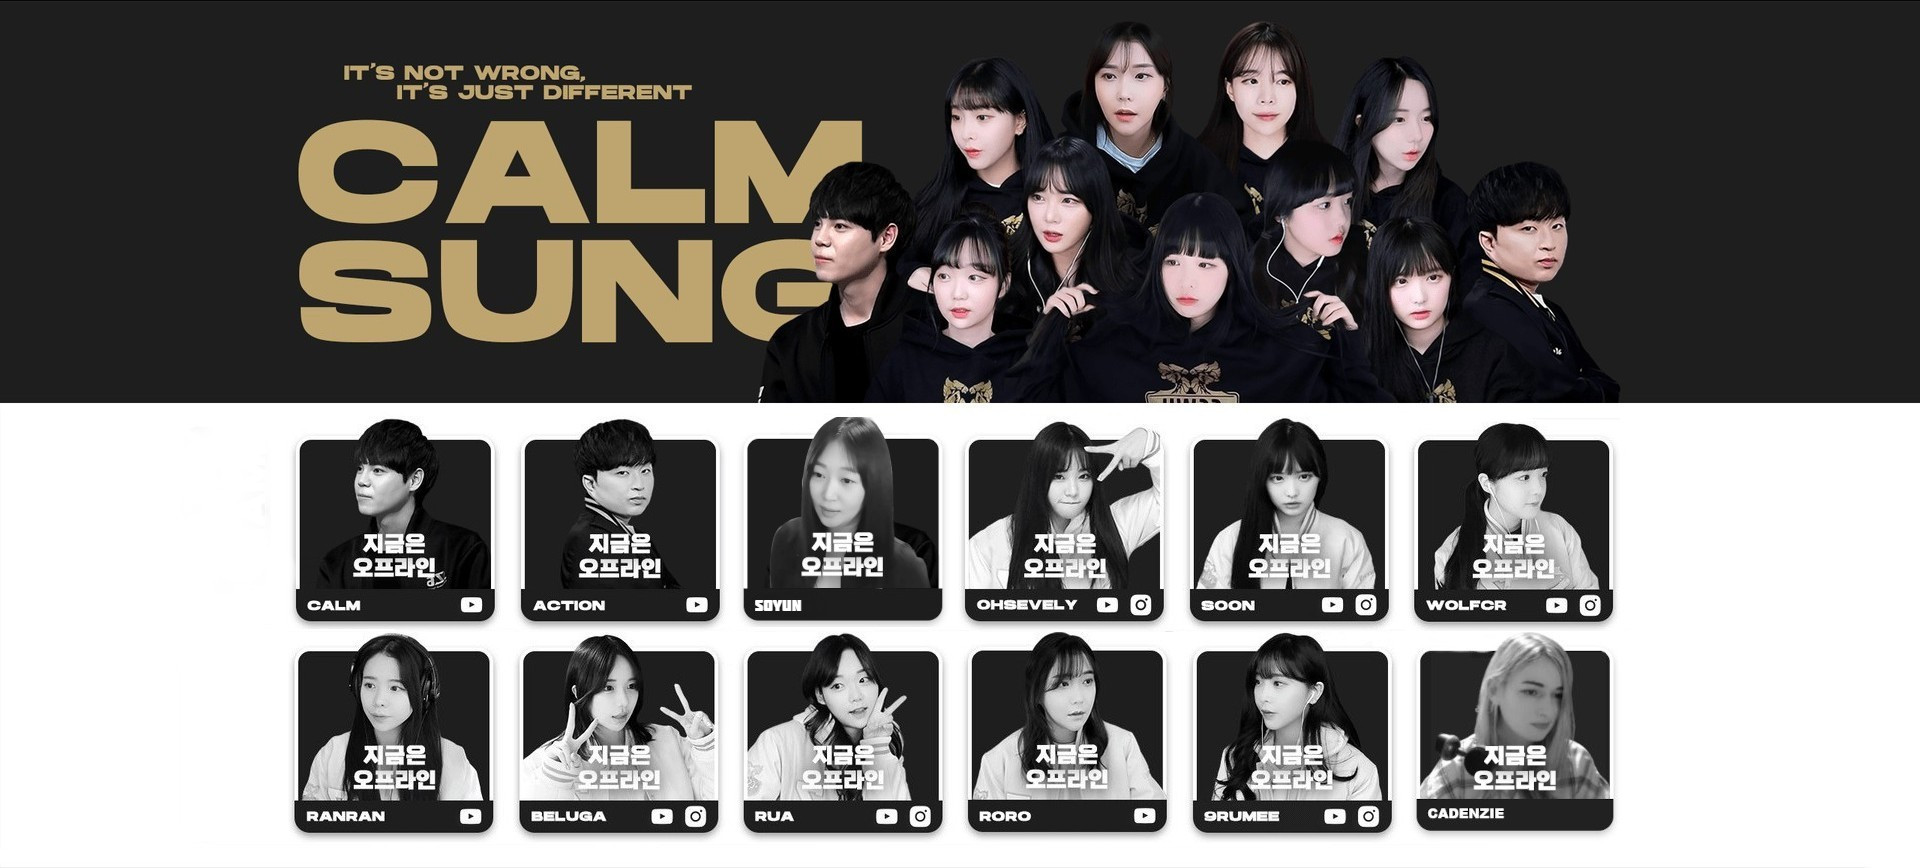 IT'S NOT WRONG,
IT'S JUST DIFFERENT
CALM
SUNG
지금은
오프라인
CALM
지금은
오프라인
ACTION
지금은
오프라인
SOYUN
지금은
오프라인
OHSEVELY
지금은
오프라인
SOON
지금은
오프라인
WOLFCR
지금은
오프라인
RANRAN
지금은
오프라인
BELUGA
지금은
오프라인
RUA
지금은
오프라인
RORO
지금은
오프라인
9RUMEE
지금은
오프라인
CADENZIE